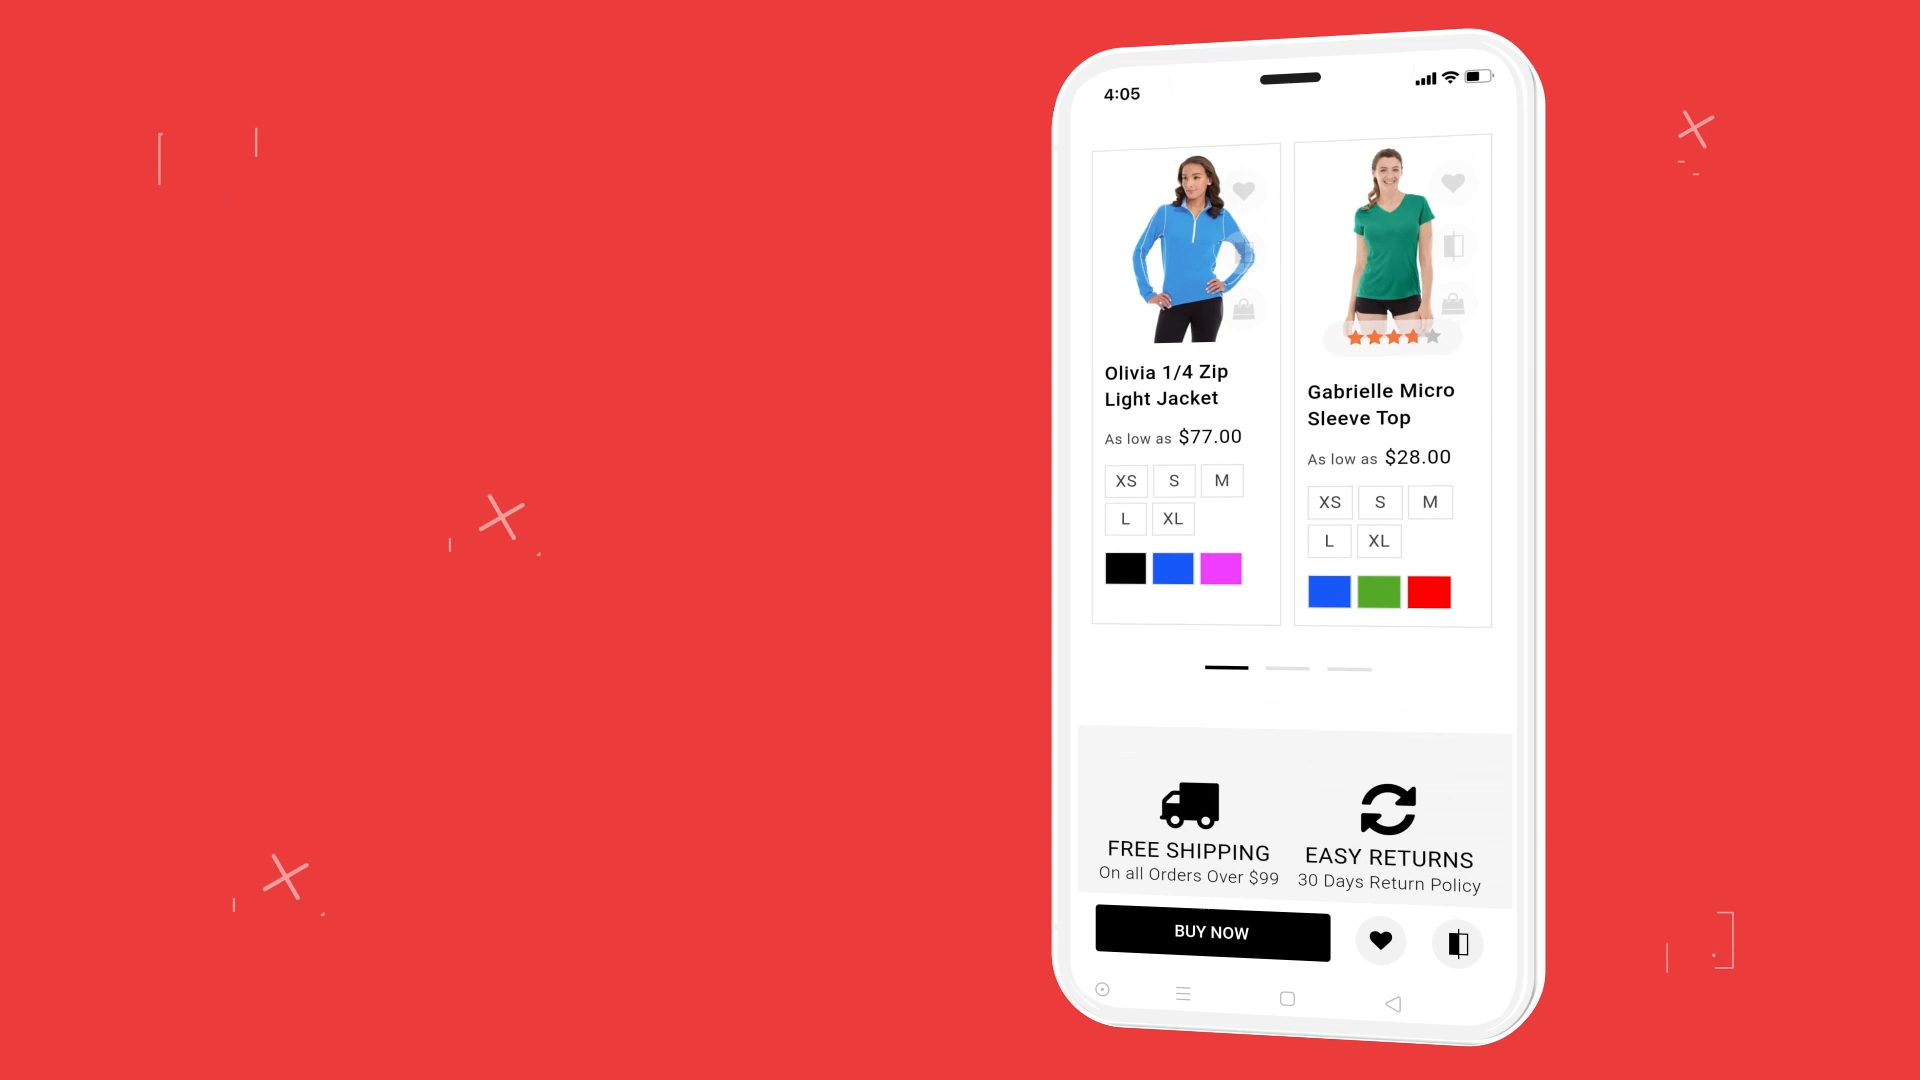 4:05
Olivia 1/4 Zip
Light Jacket
As low as $77.00
XS S M
L XL
Gabrielle Micro
Sleeve Top
As low as $28.00
XS S M
L XL
FREE SHIPPING
On all Orders Over $99
EASY RETURNS
30 Days Return Policy
BUY NOW